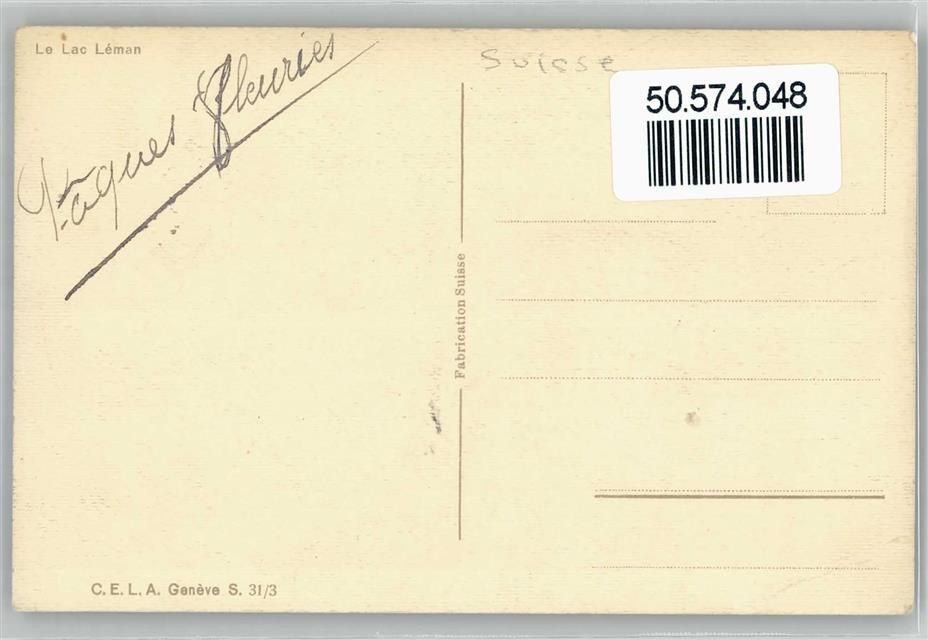 Le Lac Léman
Pâques fleuries
Suisse
50.574.048
Fabrication Suisse
C.E.L.A. Genève S. 31/3